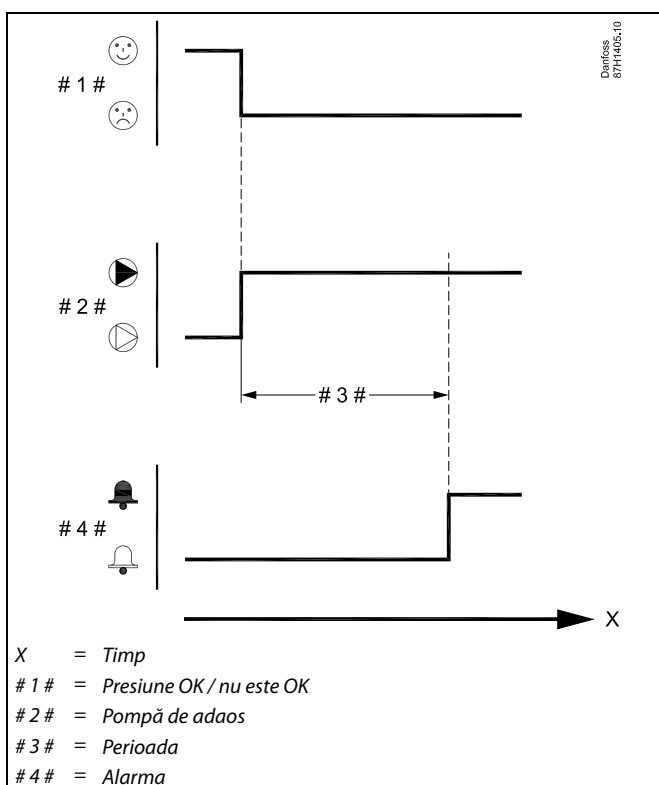 Danfoss
87H1405.10
# 1 #
# 2 #
# 3 #
# 4 #
X
X = Timp
# 1 # = Presiune OK / nu este OK
# 2 # = Pompă de adaos
# 3 # = Perioada
# 4 # = Alarma